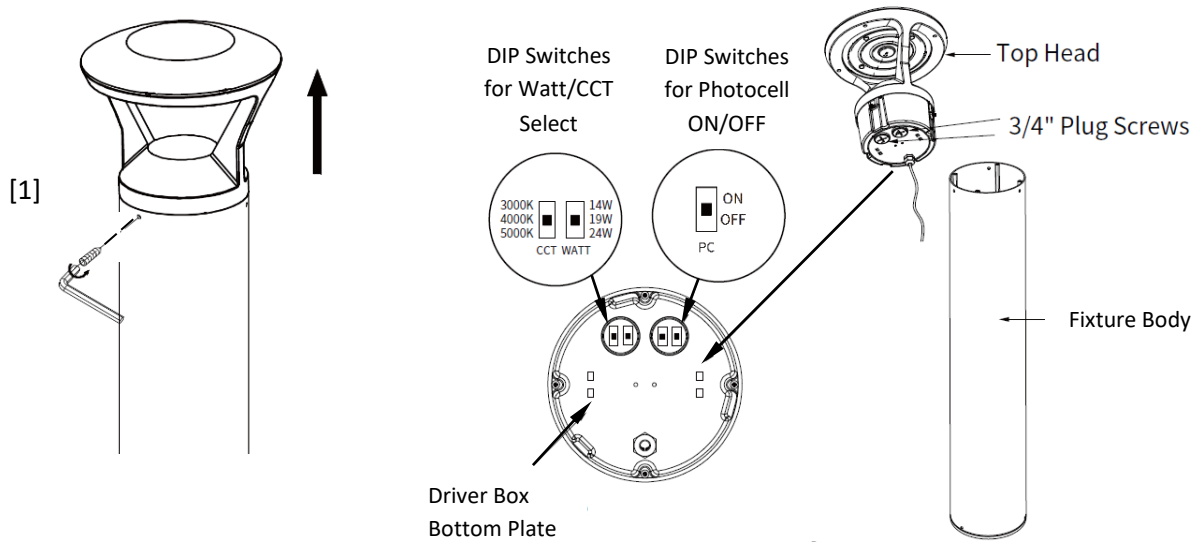 [1]
DIP Switches
for Watt/CCT
Select
DIP Switches
for Photocell
ON/OFF
3000K
4000K
5000K
14W
19W
24W
CCT WATT
ON
OFF
PC
Driver Box
Bottom Plate
Top Head
3/4" Plug Screws
Fixture Body